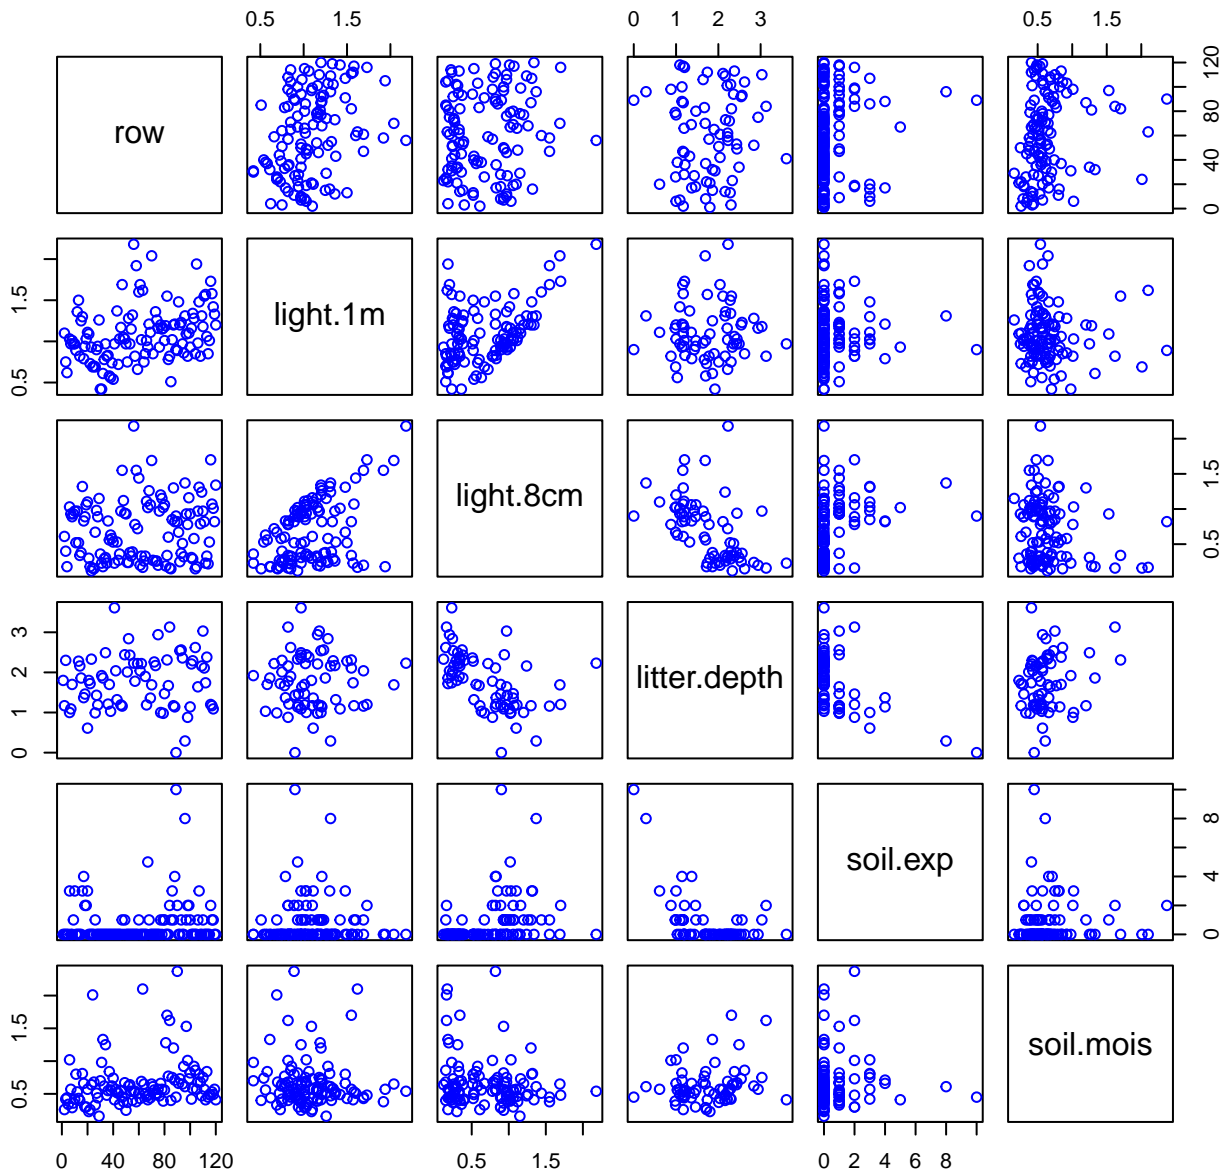 0.5 1.5 0 1 2 3 0.5 1.5
row 0 40 80 120
0.5 1.5 light.1m
light.8cm 0.5 1.5
0 1 2 3 litter.depth
soil.exp 0 4 8
0.5 1.5 soil.mois
0 40 80 120 0.5 1.5 0 2 4 6 8